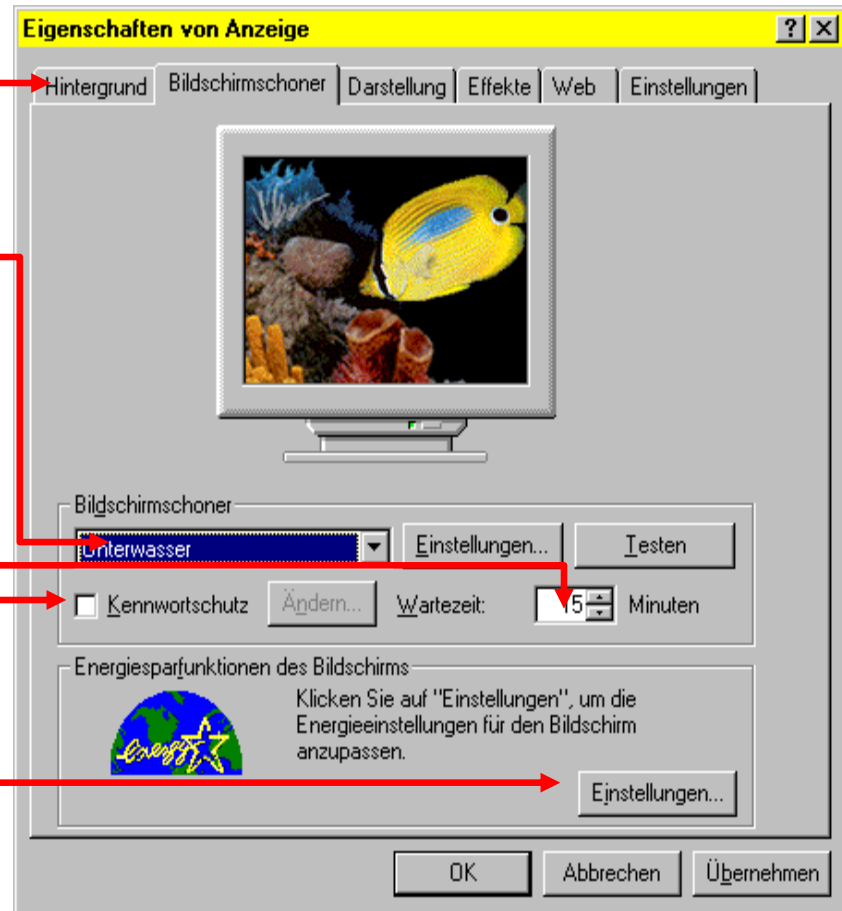 Eigenschaften von Anzeige
Hintergrund Bildschirmschoner Darstellung Effekte Web Einstellungen
Bildschirmschoner
Unterwasser Einstellungen... Testen
Kennwortschutz Ändern... Wartezeit: 15 Minuten
Energiesparfunktionen des Bildschirms
Klicken Sie auf "Einstellungen", um die
Energieeinstellungen für den Bildschirm
anzupassen.
energy
Einstellungen...
OK Abbrechen Übernehmen